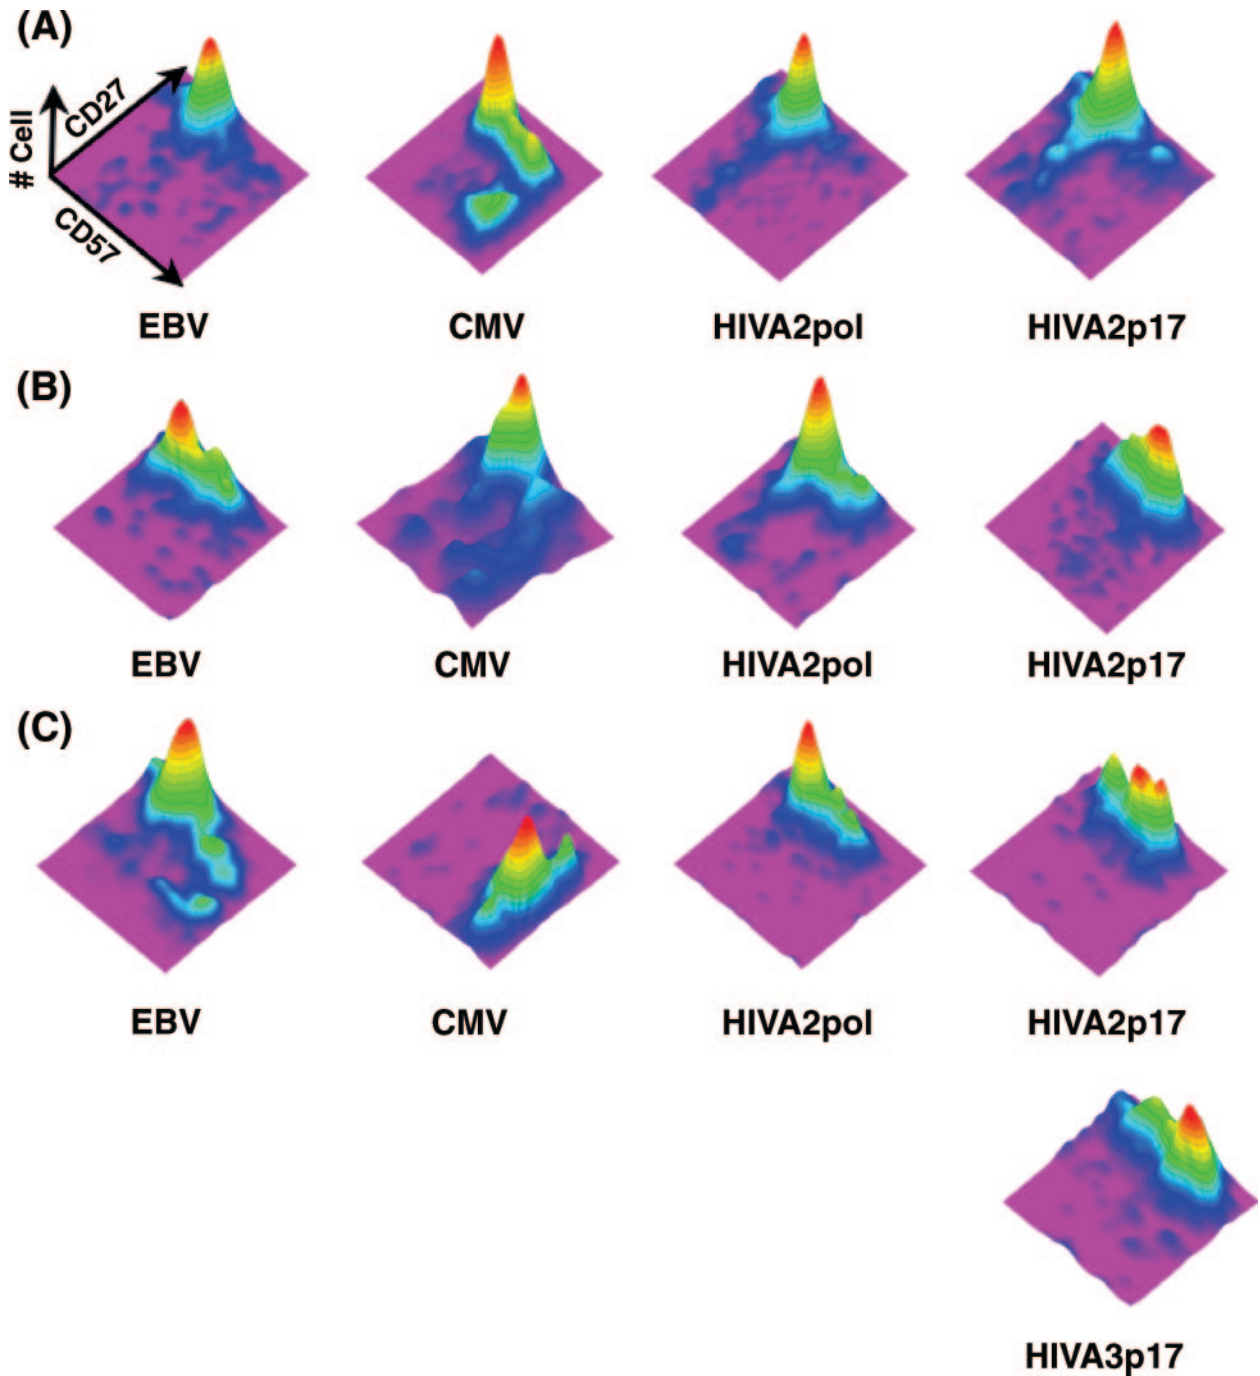 (A)
# Cell
CD27
CD57
EBV
CMV
HIVA2pol
HIVA2p17
(B)
EBV
CMV
HIVA2pol
HIVA2p17
(C)
EBV
CMV
HIVA2pol
HIVA2p17
HIVA3p17